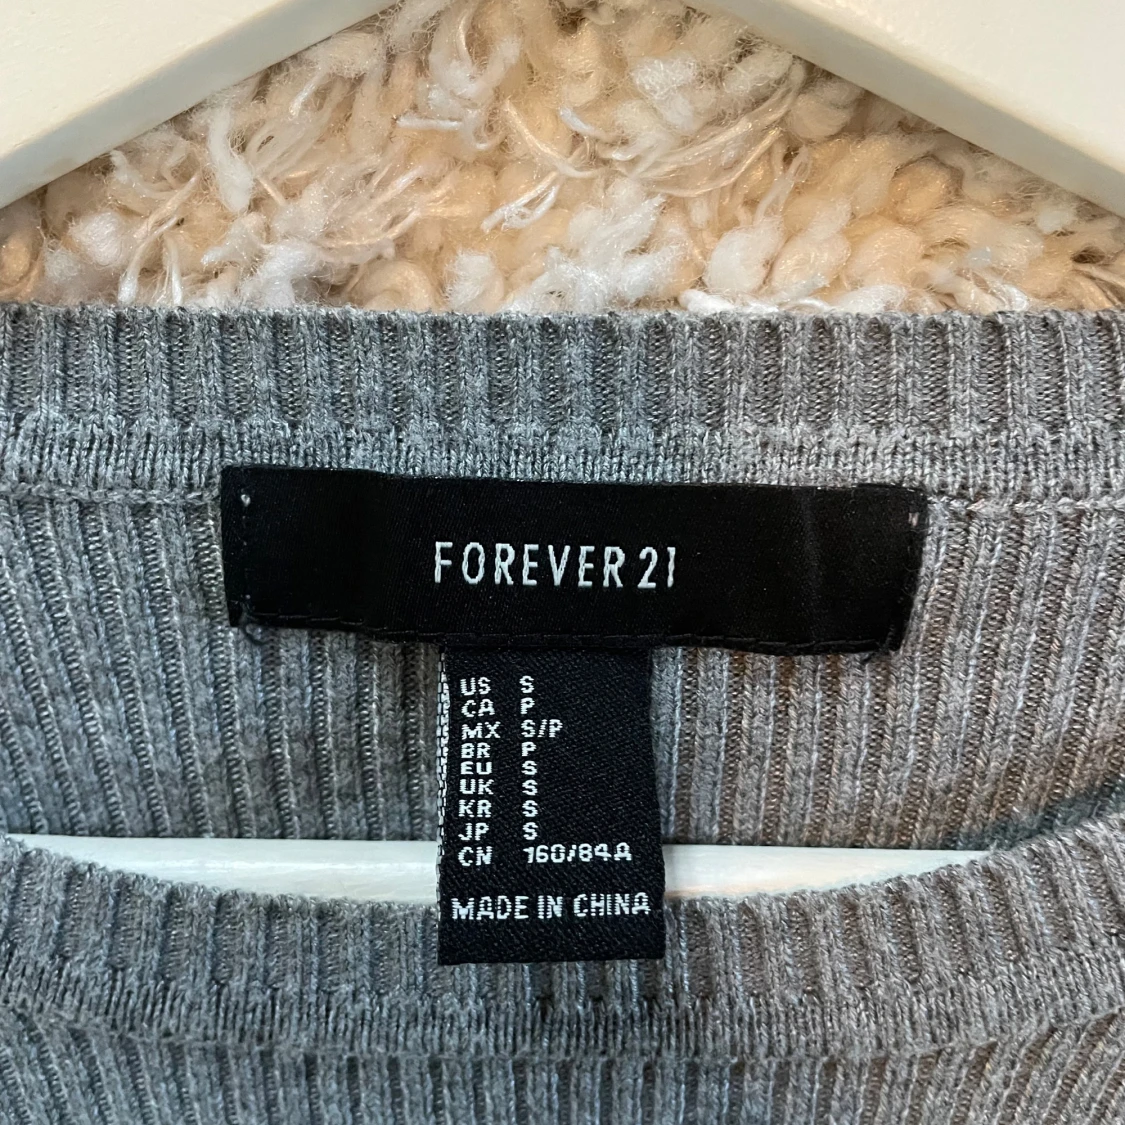 FOREVER 21
US S
CA P
MX S/P
BR P
EU S
UK S
KR S
JP S
CN 160/84A
MADE IN CHINA